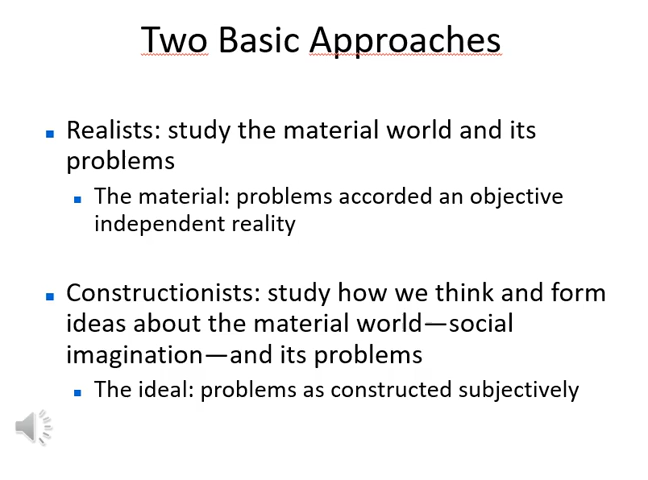 Two Basic Approaches
Realists: study the material world and its
problems
The material: problems accorded an objective
independent reality
Constructionists: study how we think and form
ideas about the material world—social
imagination—and its problems
The ideal: problems as constructed subjectively